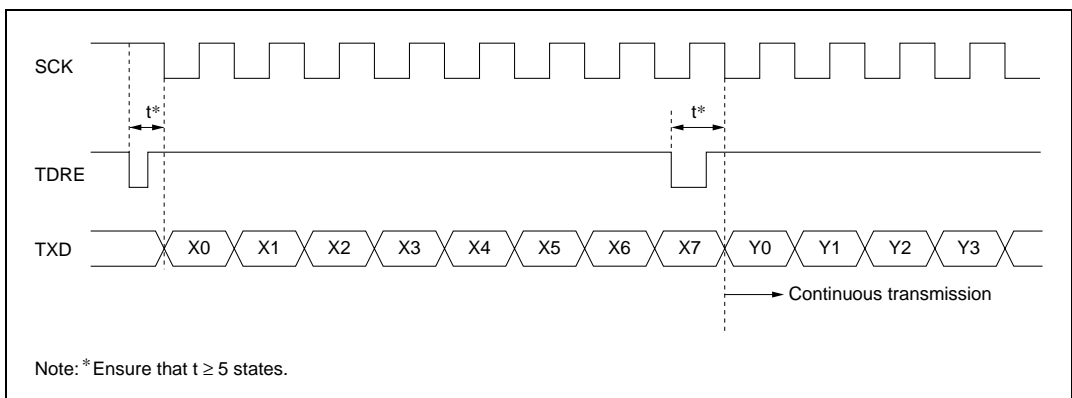 SCK
t*
t*
TDRE
TXD
X0 X1 X2 X3 X4 X5 X6 X7 Y0 Y1 Y2 Y3
Continuous transmission
Note: * Ensure that t ≥ 5 states.